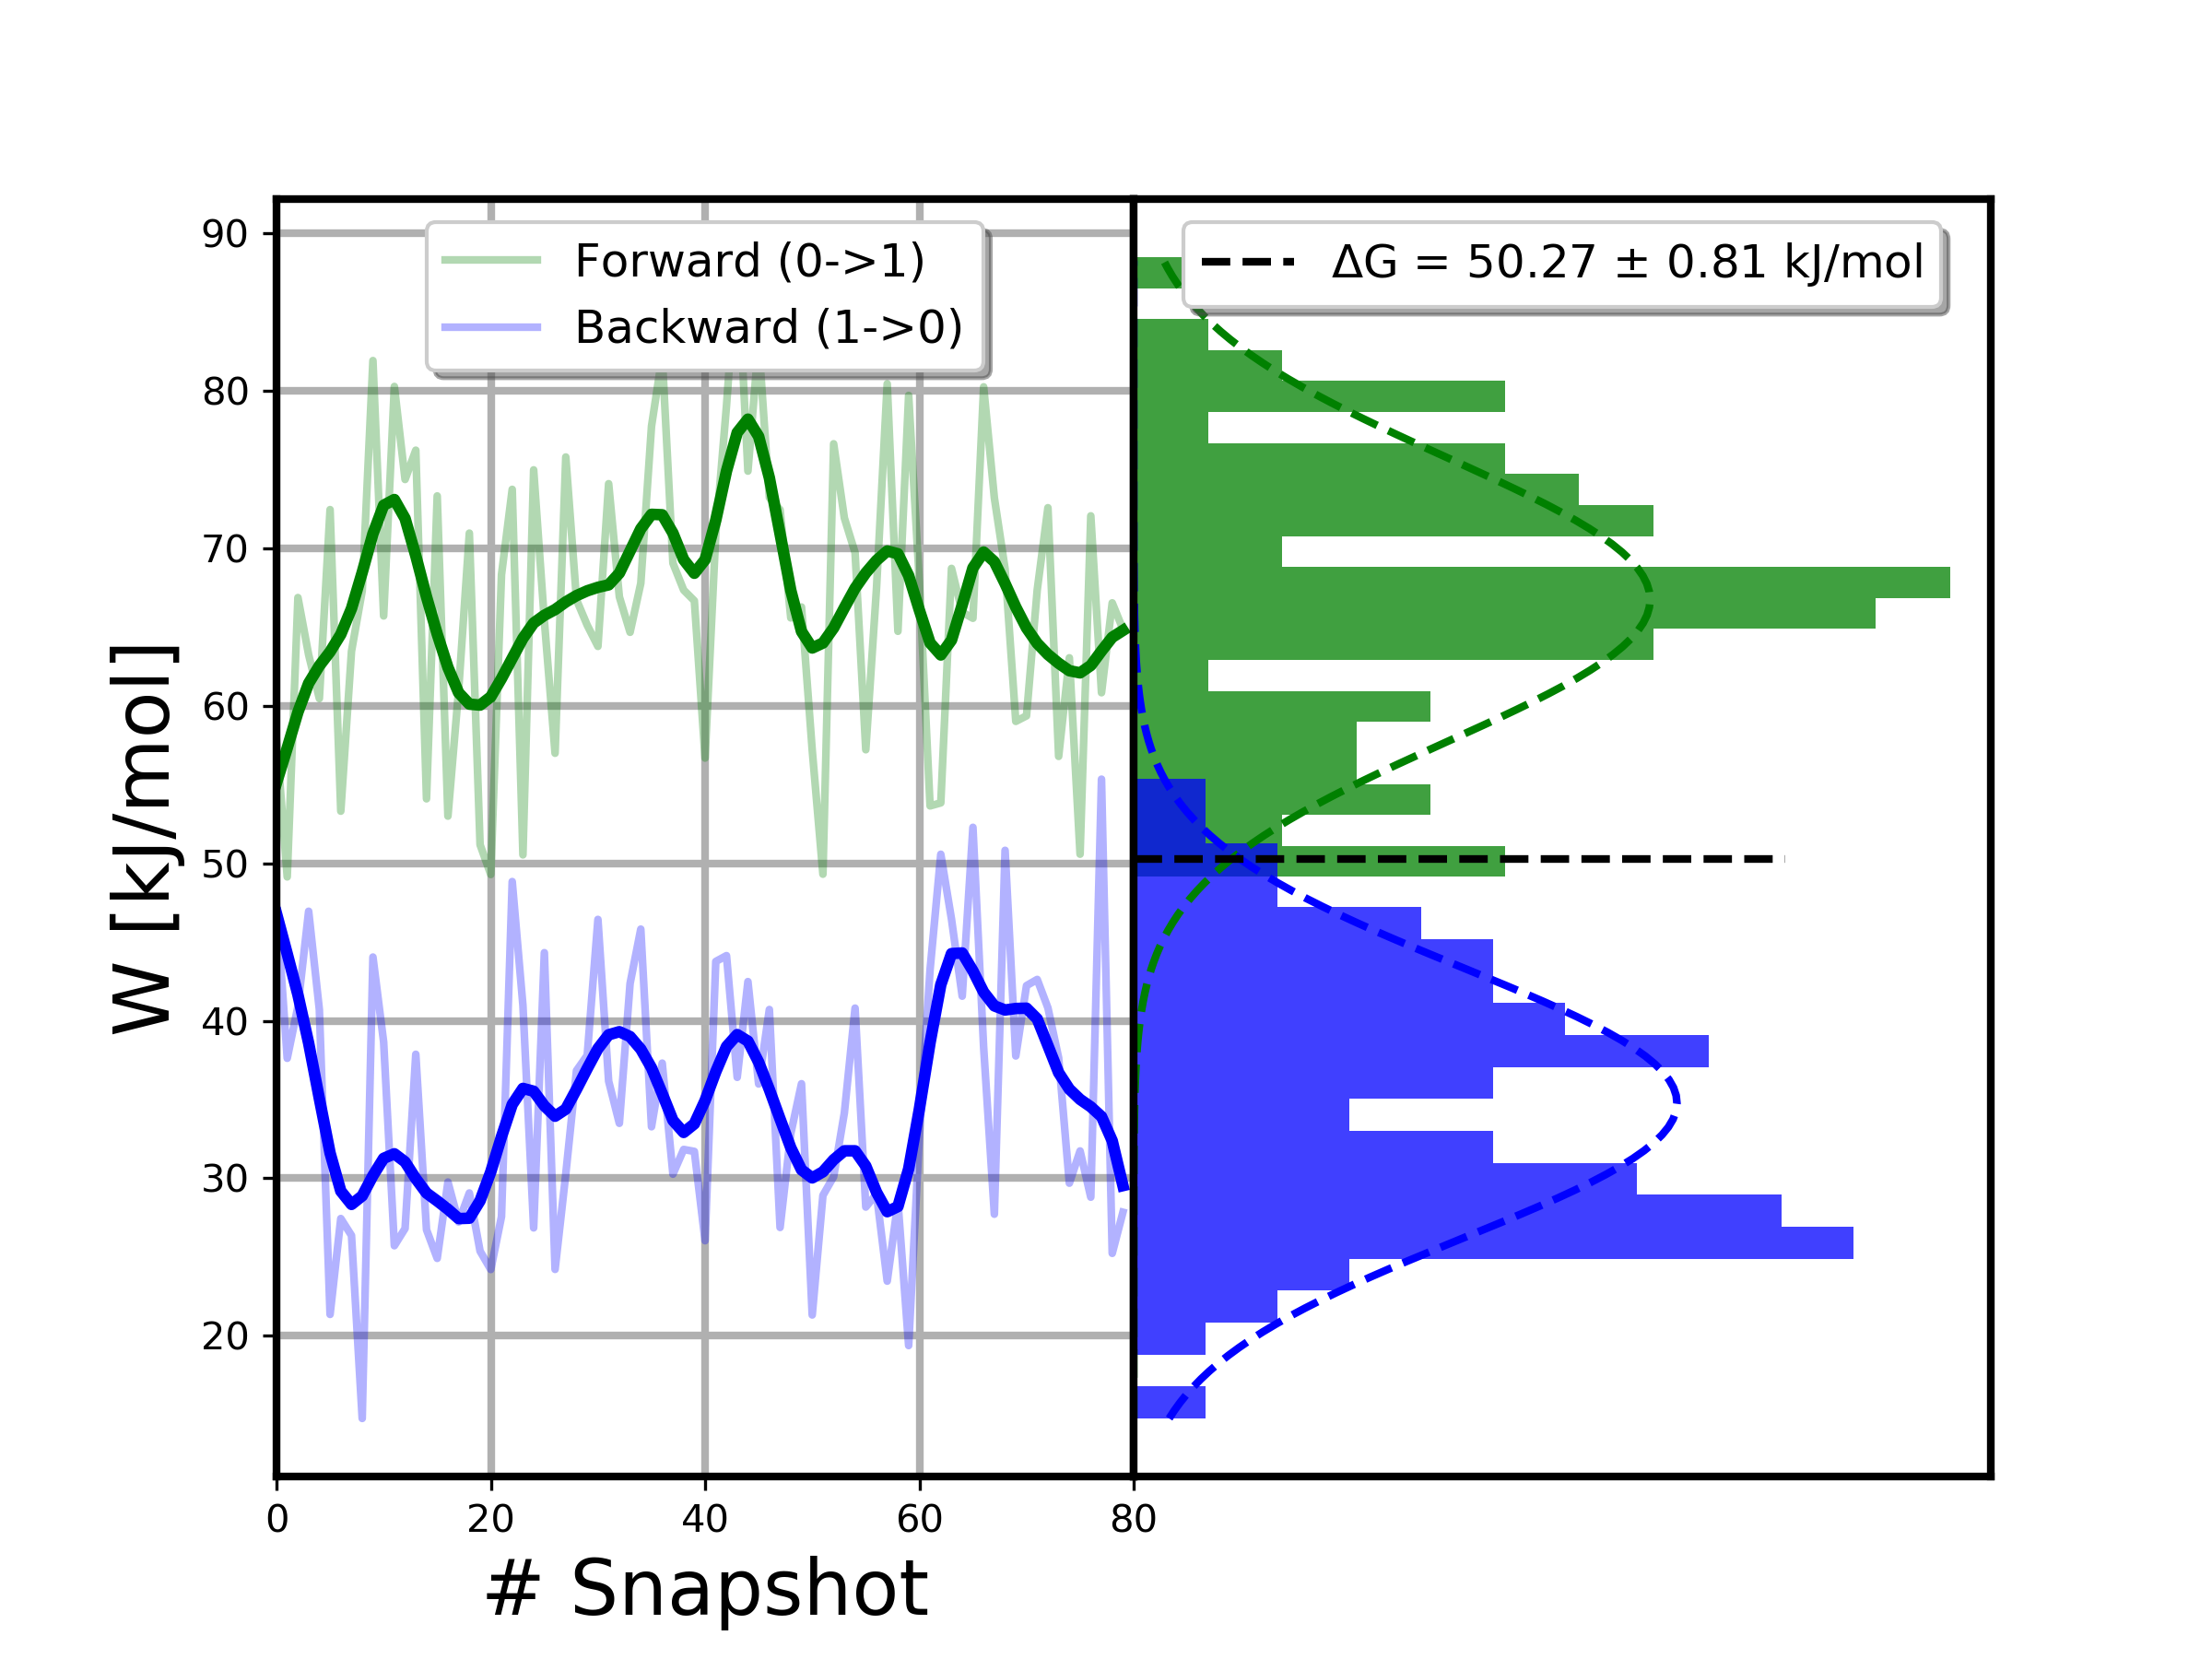 Forward (0->1)
Backward (1->0)
ΔG = 50.27 ± 0.81 kJ/mol
90
80
70
60
50
40
30
20
W [kJ/mol]
0
20
40
60
80
# Snapshot